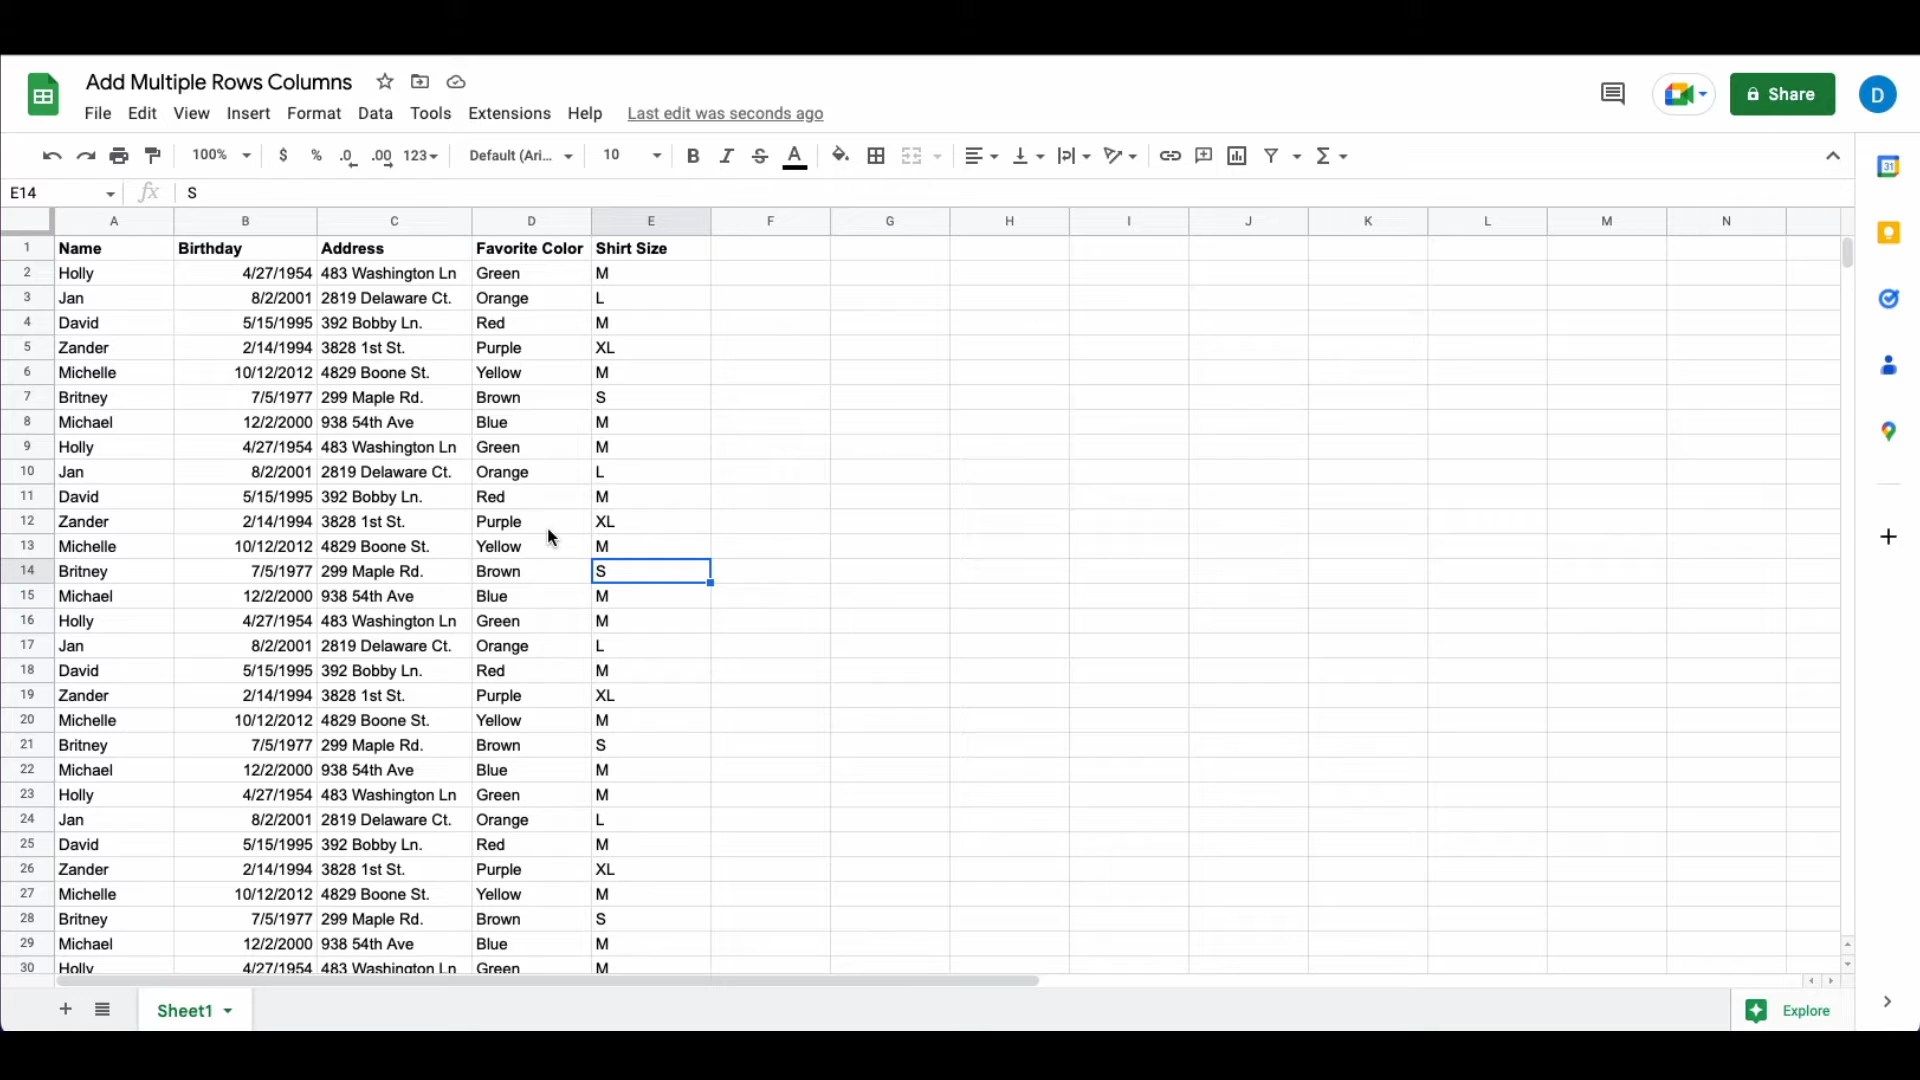 Add Multiple Rows Columns
Share
D
File Edit View Insert Format Data Tools Extensions Help Last edit was seconds ago
100% $ % .0 .00 123 Default (Ari... 10 B I S A Σ
31
E14 fx S
A B C D E F G H I J K L M N
1 Name Birthday Address Favorite Color Shirt Size
2 Holly 4/27/1954 483 Washington Ln Green M
3 Jan 8/2/2001 2819 Delaware Ct. Orange L
4 David 5/15/1995 392 Bobby Ln. Red M
5 Zander 2/14/1994 3828 1st St. Purple XL
6 Michelle 10/12/2012 4829 Boone St. Yellow M
7 Britney 7/5/1977 299 Maple Rd. Brown S
8 Michael 12/2/2000 938 54th Ave Blue M
9 Holly 4/27/1954 483 Washington Ln Green M
10 Jan 8/2/2001 2819 Delaware Ct. Orange L
11 David 5/15/1995 392 Bobby Ln. Red M
12 Zander 2/14/1994 3828 1st St. Purple XL
13 Michelle 10/12/2012 4829 Boone St. Yellow M
14 Britney 7/5/1977 299 Maple Rd. Brown S
15 Michael 12/2/2000 938 54th Ave Blue M
16 Holly 4/27/1954 483 Washington Ln Green M
17 Jan 8/2/2001 2819 Delaware Ct. Orange L
18 David 5/15/1995 392 Bobby Ln. Red M
19 Zander 2/14/1994 3828 1st St. Purple XL
20 Michelle 10/12/2012 4829 Boone St. Yellow M
21 Britney 7/5/1977 299 Maple Rd. Brown S
22 Michael 12/2/2000 938 54th Ave Blue M
23 Holly 4/27/1954 483 Washington Ln Green M
24 Jan 8/2/2001 2819 Delaware Ct. Orange L
25 David 5/15/1995 392 Bobby Ln. Red M
26 Zander 2/14/1994 3828 1st St. Purple XL
27 Michelle 10/12/2012 4829 Boone St. Yellow M
28 Britney 7/5/1977 299 Maple Rd. Brown S
29 Michael 12/2/2000 938 54th Ave Blue M
30 Holly 4/27/1954 483 Washington Ln Green M
Sheet1
Explore